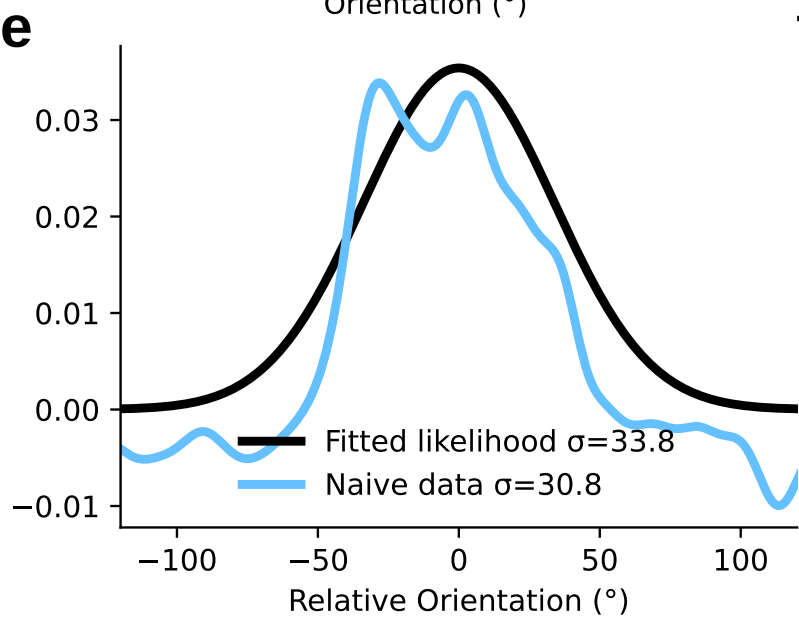 Orientation (°)
e
0.03
0.02
0.01
0.00
−0.01
Fitted likelihood σ=33.8
Naive data σ=30.8
−100 −50 0 50 100
Relative Orientation (°)